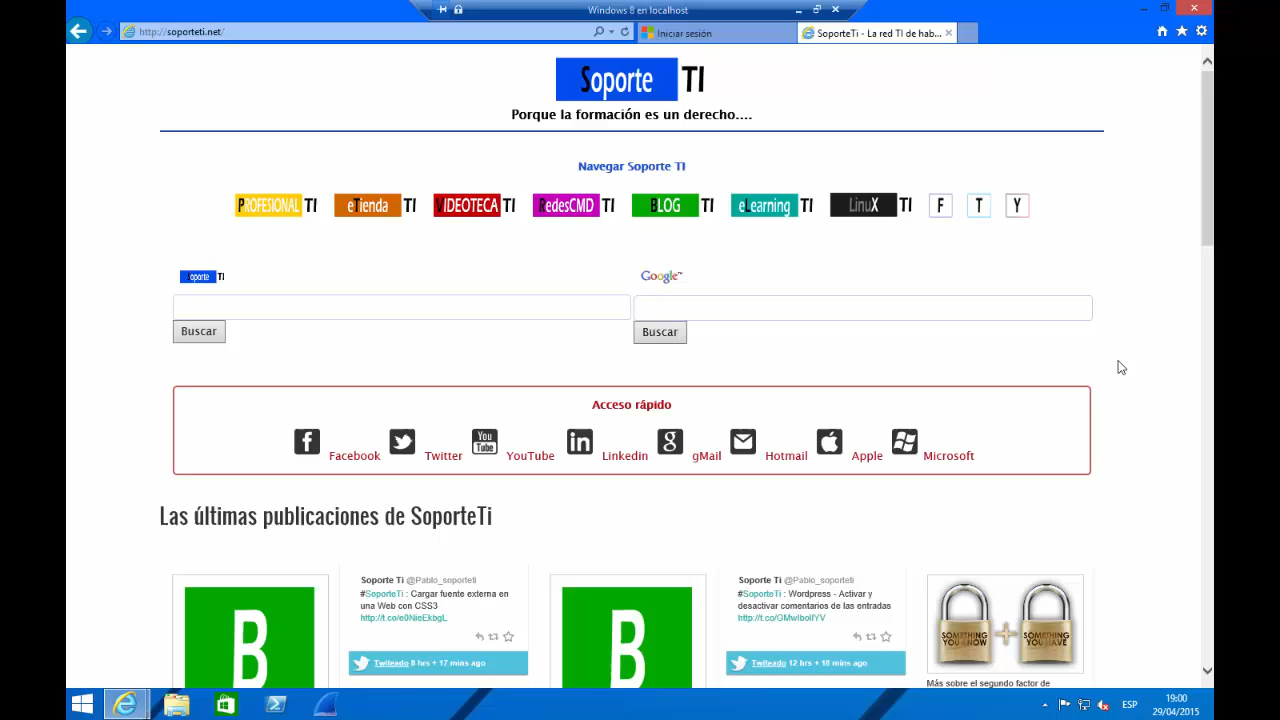 Windows 8 en localhost
http://soporteti.net/
Iniciar sesión
SoporteTi - La red TI de hab...
Soporte TI
Porque la formación es un derecho....
Navegar Soporte TI
PROFESIONAL TI
eTienda TI
VIDEOTECA TI
RedesCMD TI
BLOG TI
eLearning TI
LinuX TI
F
T
Y
Soporte TI
Google™
Buscar
Buscar
Acceso rápido
Facebook
Twitter
You Tube
YouTube
in
Linkedin
gMail
Hotmail
Apple
Microsoft
Las últimas publicaciones de SoporteTi
B
Soporte Ti @Pablo_soporteti
#SoporteTi : Cargar fuente externa en
una Web con CSS3
http://t.co/e0NieEkbgL
Twiteado 8 hrs + 17 mins ago
B
Soporte Ti @Pablo_soporteti
#SoporteTi : Wordpress - Activar y
desactivar comentarios de las entradas
Twiteado 12 hrs + 18 mins ago
SOMETHING
YOU KNOW
SOMETHING
YOU HAVE
Más sobre el segundo factor de
ESP
19:00
29/04/2015